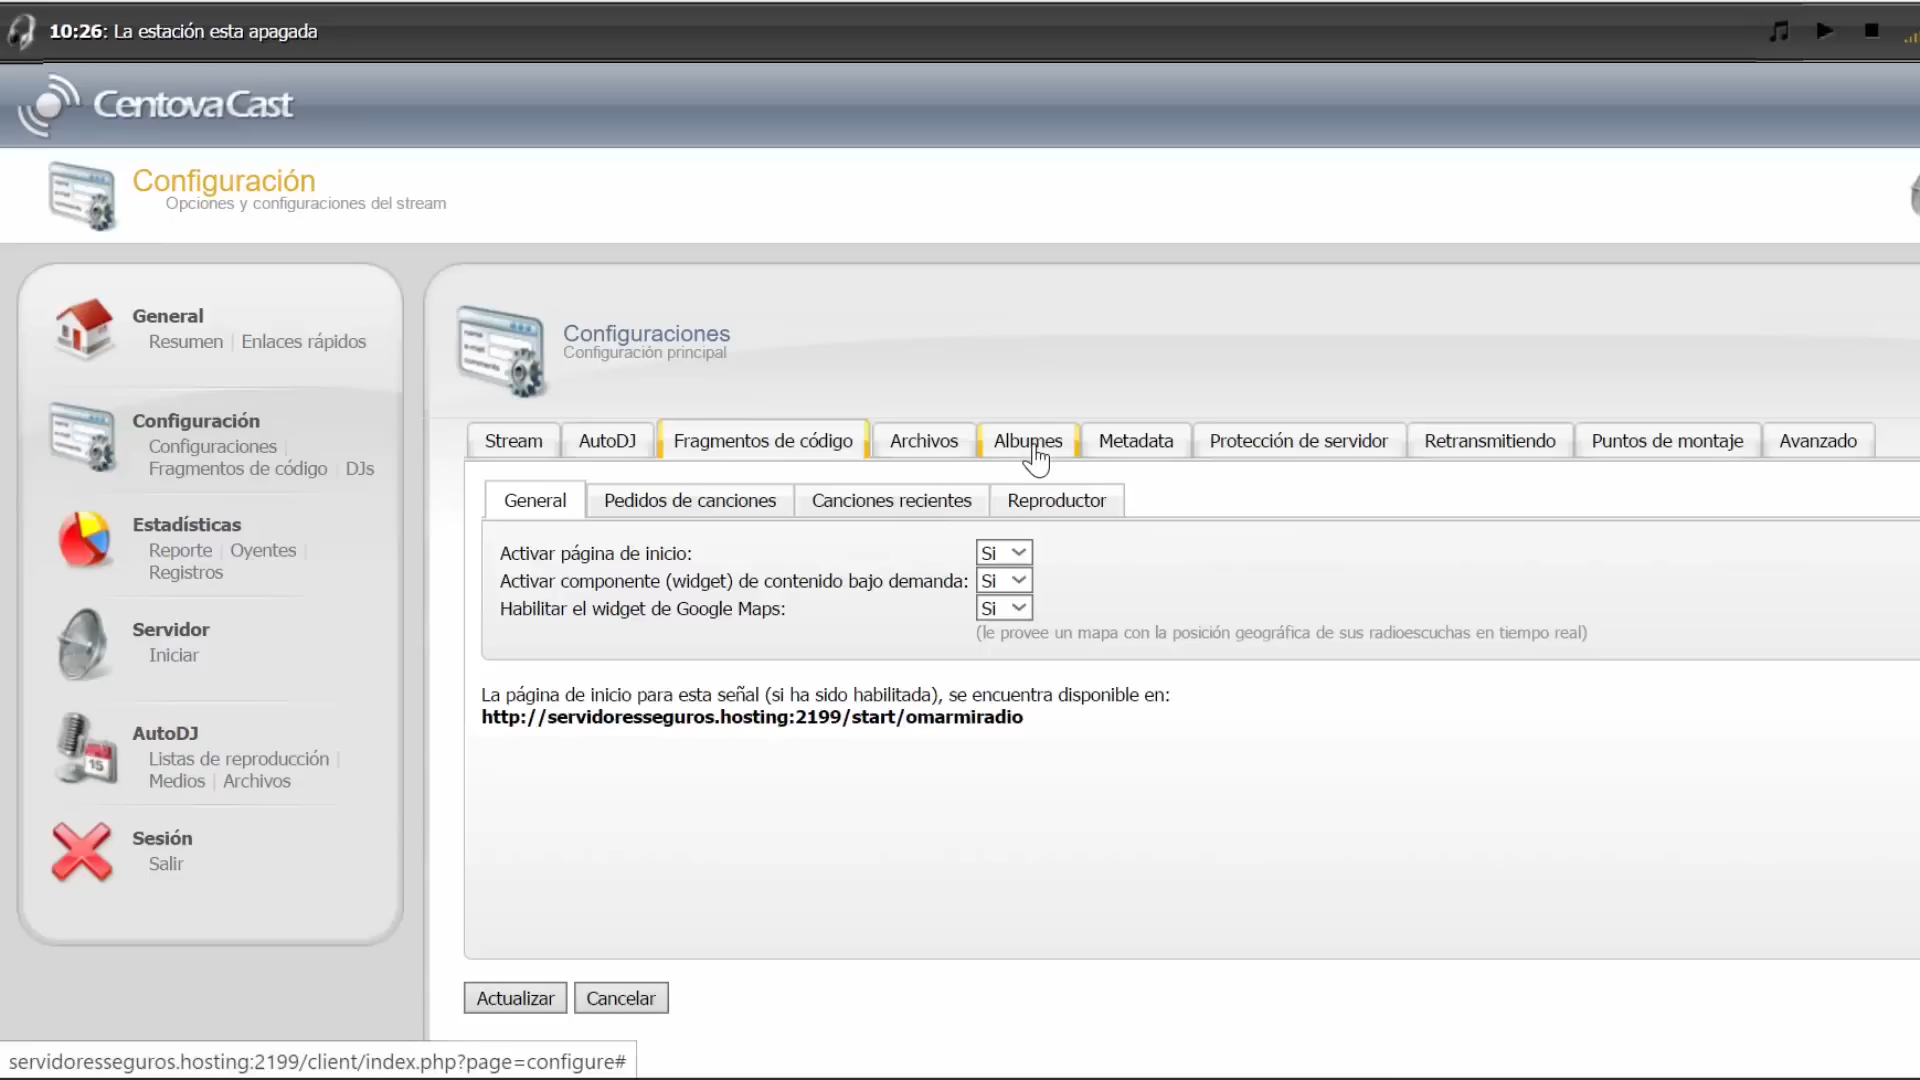 10:26: La estación esta apagada
CentovaCast
Configuración
Opciones y configuraciones del stream
General
Resumen | Enlaces rápidos
Configuración
Configuraciones |
Fragmentos de código | DJs
Estadísticas
Reporte | Oyentes |
Registros
Servidor
Iniciar
AutoDJ
Listas de reproducción |
Medios | Archivos
15
Sesión
Salir
Configuraciones
Configuración principal
Stream AutoDJ Fragmentos de código Archivos Albumes Metadata Protección de servidor Retransmitiendo Puntos de montaje Avanzado
General Pedidos de canciones Canciones recientes Reproductor
Activar página de inicio: Si
Activar componente (widget) de contenido bajo demanda: Si
Habilitar el widget de Google Maps: Si
(le provee un mapa con la posición geográfica de sus radioescuchas en tiempo real)
La página de inicio para esta señal (si ha sido habilitada), se encuentra disponible en:
http://servidoresseguros.hosting:2199/start/omarmiradio
Actualizar Cancelar
servidoresseguros.hosting:2199/client/index.php?page=configure#